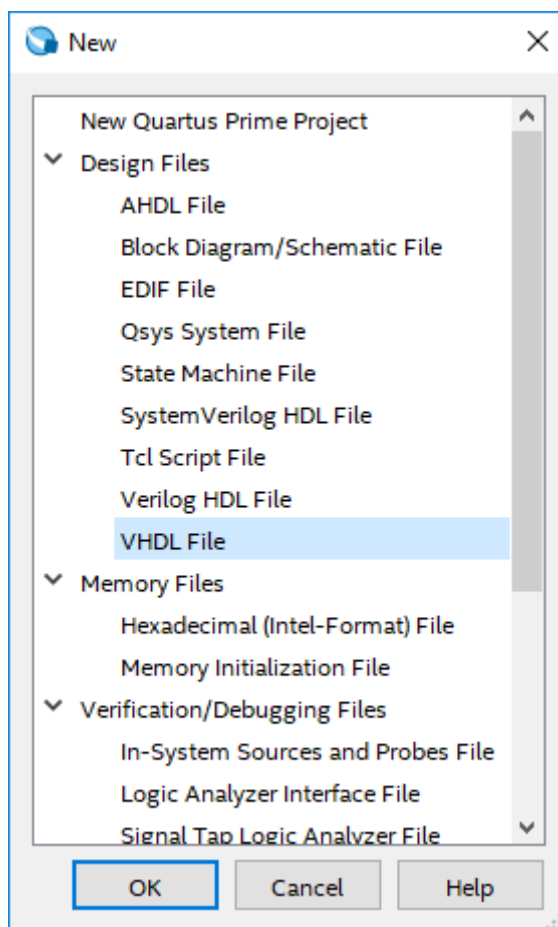 New
New Quartus Prime Project
Design Files
AHDL File
Block Diagram/Schematic File
EDIF File
Qsys System File
State Machine File
SystemVerilog HDL File
Tcl Script File
Verilog HDL File
VHDL File
Memory Files
Hexadecimal (Intel-Format) File
Memory Initialization File
Verification/Debugging Files
In-System Sources and Probes File
Logic Analyzer Interface File
Signal Tap Logic Analyzer File
OK Cancel Help